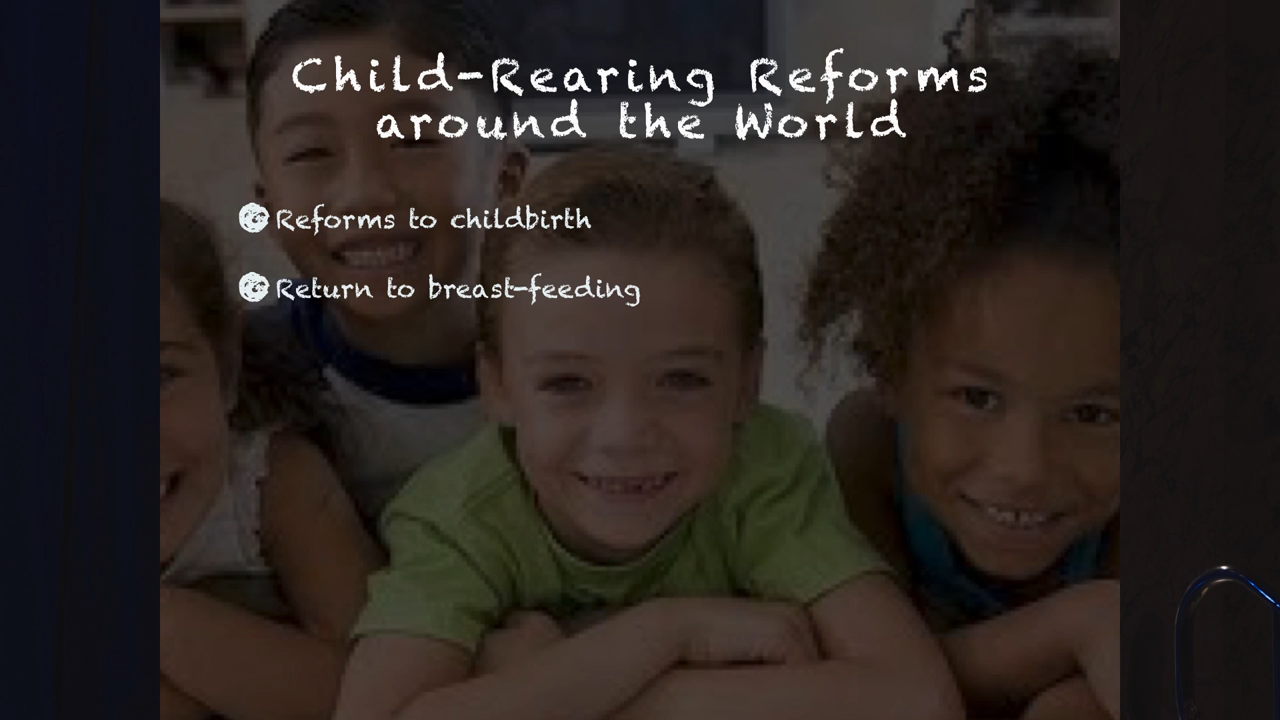 Child-Rearing Reforms
around the World
Reforms to childbirth
Return to breast-feeding